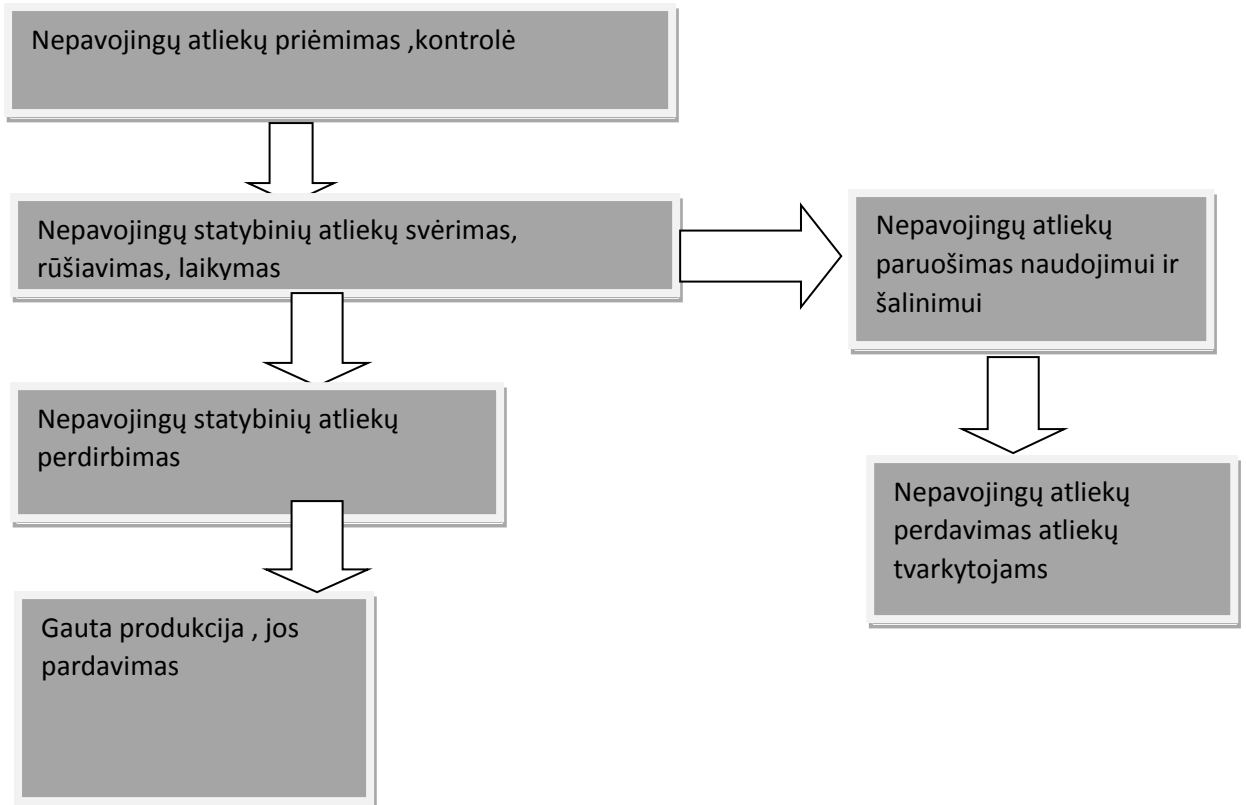 Nepavojingų atliekų priėmimas ,kontrolė
Nepavojingų statybinių atliekų svėrimas,
rūšiavimas, laikymas
Nepavojingų atliekų
paruošimas naudojimui ir
šalinimui
Nepavojingų statybinių atliekų
perdirbimas
Nepavojingų atliekų
perdavimas atliekų
tvarkytojams
Gauta produkcija , jos
pardavimas